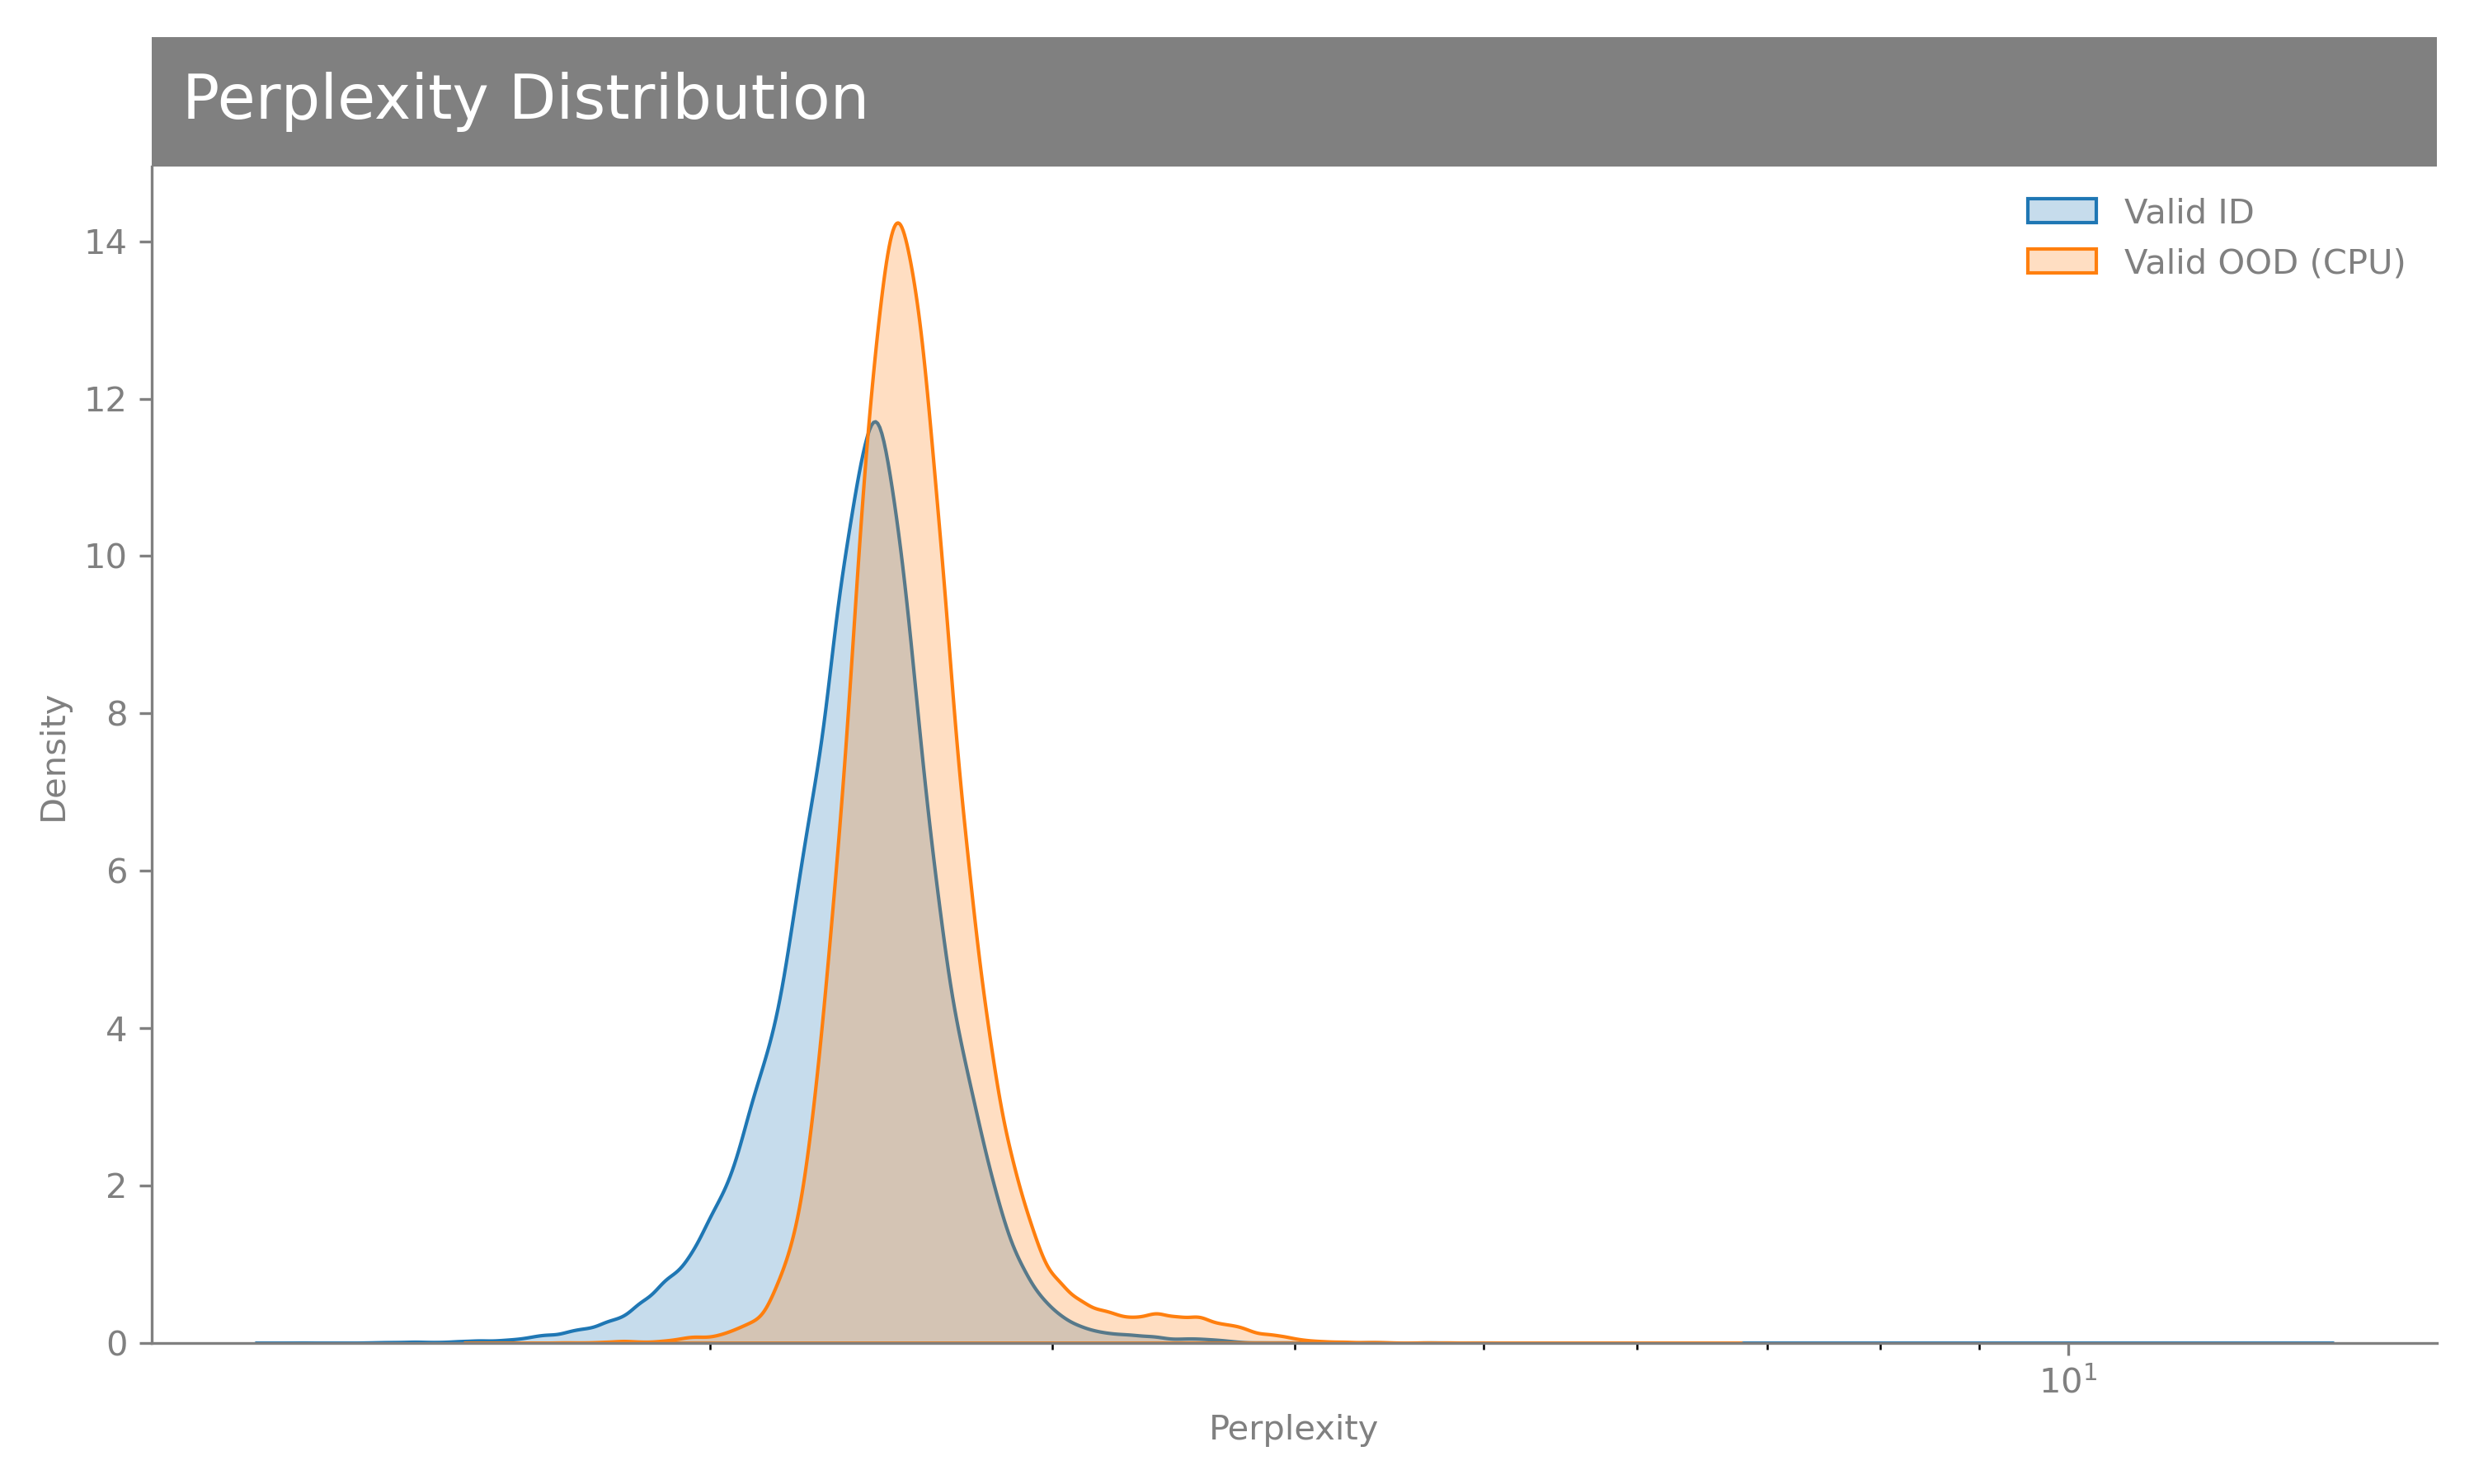 Perplexity Distribution
Valid ID
Valid OOD (CPU)
14
12
10
8
6
4
2
0
Density
10¹
Perplexity